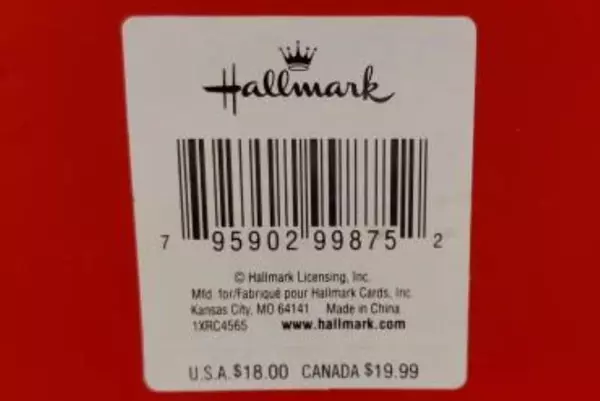 Hallmark
7 95902 99875 2
© Hallmark Licensing, Inc.
Mfd. for/Fabriqué pour Hallmark Cards, Inc.
Kansas City, MO 64141 Made in China
1XRC4565 www.hallmark.com
U.S.A. $18.00 CANADA $19.99